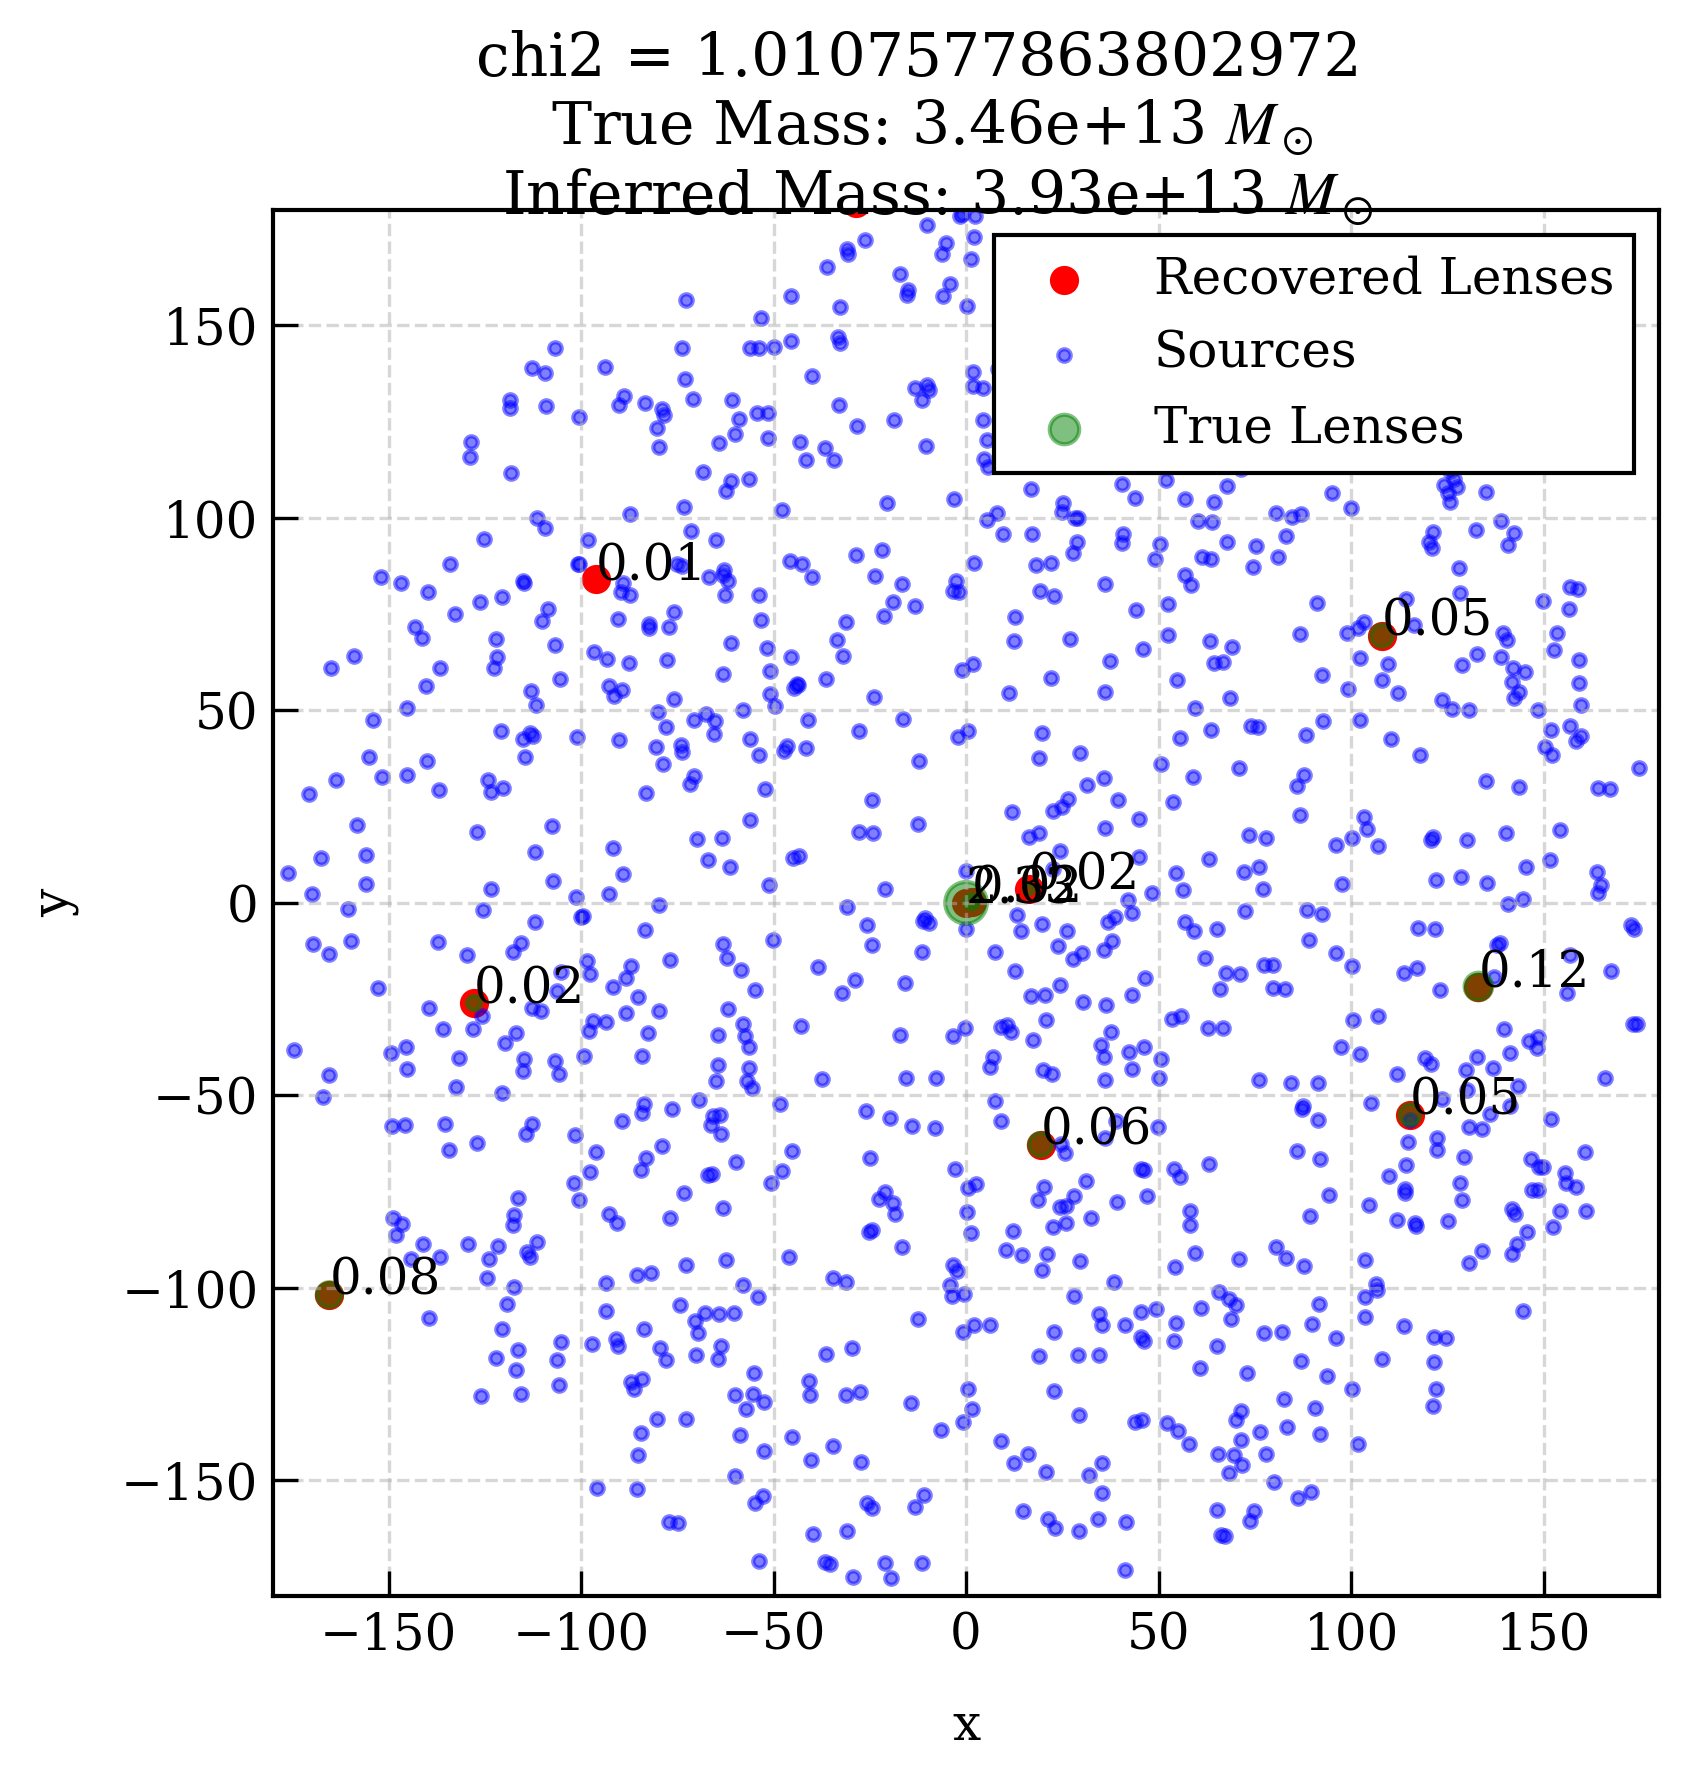 chi2 = 1.0107577863802972
True Mass: 3.46e+13 M⊙
Inferred Mass: 3.93e+13 M⊙
Recovered Lenses
Sources
True Lenses
150
100
50
0
−50
−100
−150
0.01
0.05
0.02
0.02
0.12
0.05
0.06
0.08
−150 −100 −50 0 50 100 150
x
y